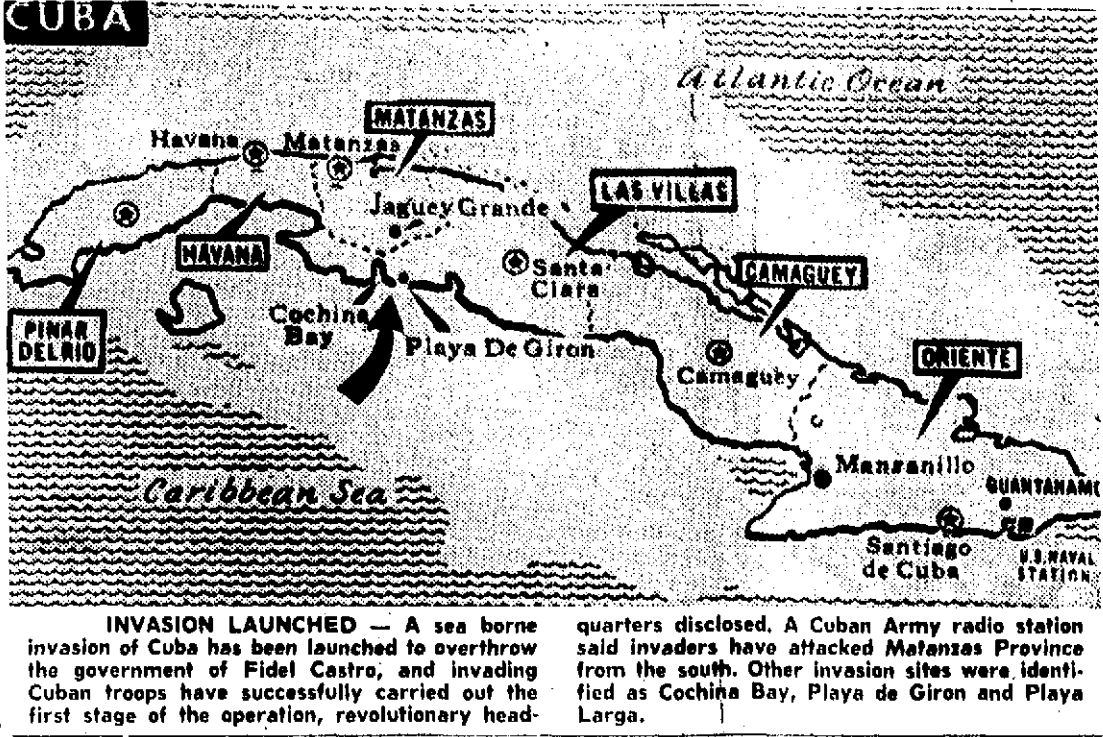 CUBA
Atlantic Ocean
MATANZAS
Havana
Matanzas
LAS VILLAS
Jaguey Grande
HAVANA
Santa
Clara
CAMAGUEY
Cochina
Bay
PINAR
DEL RIO
Playa De Giron
ORIENTE
Camaguey
Manzanillo
Caribbean Sea
GUANTANAMO
Santiago
de Cuba
U.S. NAVAL
STATION
INVASION LAUNCHED — A sea borne
invasion of Cuba has been launched to overthrow
the government of Fidel Castro, and invading
Cuban troops have successfully carried out the
first stage of the operation, revolutionary head-
quarters disclosed. A Cuban Army radio station
said invaders have attacked Matanzas Province
from the south. Other invasion sites were identi-
fied as Cochina Bay, Playa de Giron and Playa
Larga.